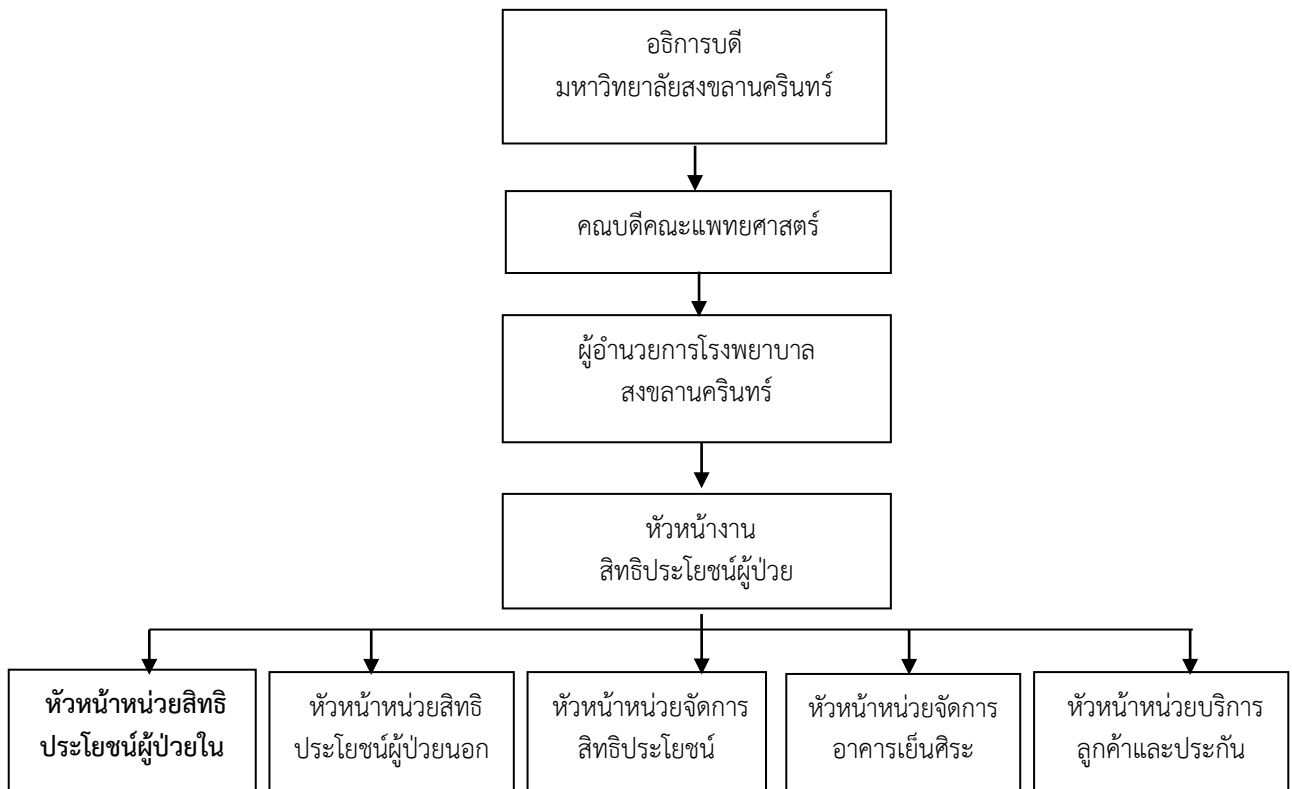 อธิการบดี
มหาวิทยาลัยสงขลานครินทร์
คณบดีคณะแพทยศาสตร์
ผู้อำนวยการโรงพยาบาล
สงขลานครินทร์
หัวหน้างาน
สิทธิประโยชน์ผู้ป่วย
หัวหน้าหน่วยสิทธิ
ประโยชน์ผู้ป่วยใน
หัวหน้าหน่วยสิทธิ
ประโยชน์ผู้ป่วยนอก
หัวหน้าหน่วยจัดการ
สิทธิประโยชน์
หัวหน้าหน่วยจัดการ
อาคารเย็นศิระ
หัวหน้าหน่วยบริการ
ลูกค้าและประกัน